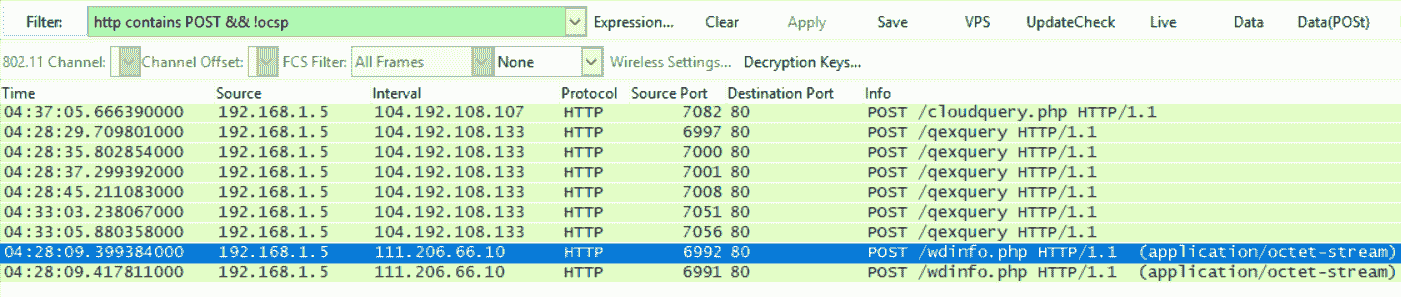 Filter: http contains POST && !ocsp Expression... Clear Apply Save VPS UpdateCheck Live Data Data(POSt)
802.11 Channel: Channel Offset: FCS Filter: All Frames None Wireless Settings... Decryption Keys...
Time Source Interval Protocol Source Port Destination Port Info
04:37:05.666390000 192.168.1.5 104.192.108.107 HTTP 7082 80 POST /cloudquery.php HTTP/1.1
04:28:29.709801000 192.168.1.5 104.192.108.133 HTTP 6997 80 POST /qexquery HTTP/1.1
04:28:35.802854000 192.168.1.5 104.192.108.133 HTTP 7000 80 POST /qexquery HTTP/1.1
04:28:37.299392000 192.168.1.5 104.192.108.133 HTTP 7001 80 POST /qexquery HTTP/1.1
04:28:45.211083000 192.168.1.5 104.192.108.133 HTTP 7008 80 POST /qexquery HTTP/1.1
04:33:03.238067000 192.168.1.5 104.192.108.133 HTTP 7051 80 POST /qexquery HTTP/1.1
04:33:05.880358000 192.168.1.5 104.192.108.133 HTTP 7056 80 POST /qexquery HTTP/1.1
04:28:09.399384000 192.168.1.5 111.206.66.10 HTTP 6992 80 POST /wdinfo.php HTTP/1.1 (application/octet-stream)
04:28:09.417811000 192.168.1.5 111.206.66.10 HTTP 6991 80 POST /wdinfo.php HTTP/1.1 (application/octet-stream)